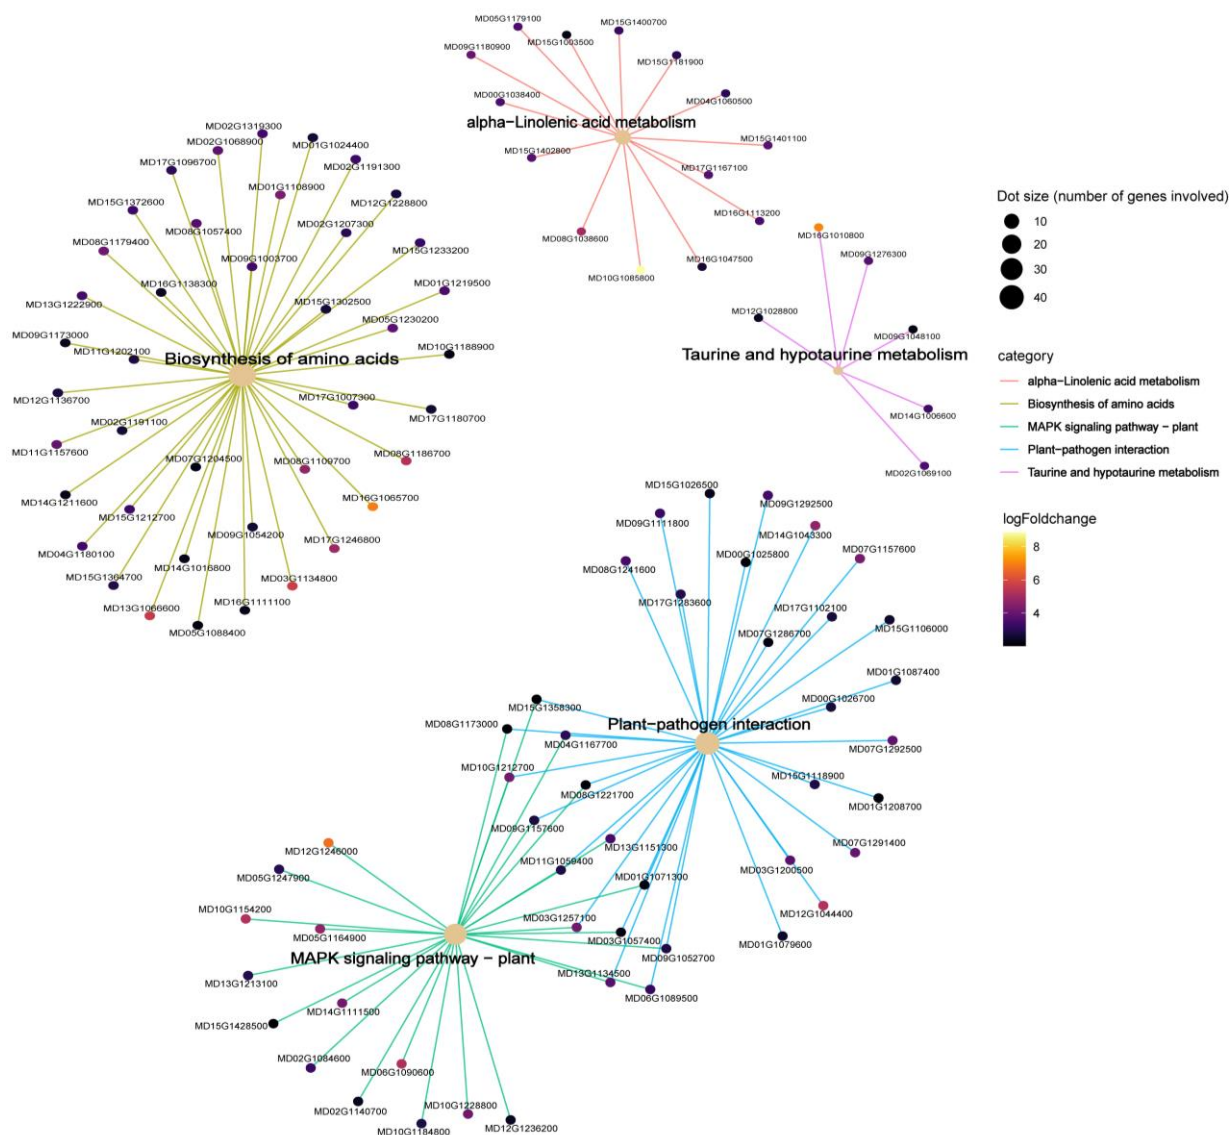 MD05G1179100
MD15G1400700
MD15G1003500
MD09G1180900
MD15G1181900
MD00G1038400
MD04G1060500
alpha-Linolenic acid metabolism
MD15G1401100
MD15G1402800
MD17G1167100
MD16G1113200
MD08G1038600
MD16G1047500
MD10G1085800
MD02G1319300
MD02G1068900
MD01G1024400
MD17G1096700
MD02G1191300
MD01G1108900
MD15G1372600
MD12G1228800
MD02G1207300
MD08G1057400
MD08G1179400
MD15G1233200
MD09G1003700
MD16G1138300
MD01G1219500
MD13G1222900
MD15G1302500
MD05G1230200
MD09G1173000
MD11G1202100
MD10G1188900
Biosynthesis of amino acids
MD12G1136700
MD17G1007300
MD17G1180700
MD02G1191100
MD11G1157600
MD07G1204500
MD08G1109700
MD08G1186700
MD14G1211600
MD16G1065700
MD15G1212700
MD09G1054200
MD17G1246800
MD04G1180100
MD14G1016800
MD15G1364700
MD03G1134800
MD13G1066600
MD16G1111100
MD05G1088400
MD16G1010800
MD09G1276300
MD12G1028800
MD09G1048100
Taurine and hypotaurine metabolism
MD14G1006600
MD02G1069100
Dot size (number of genes involved)
10
20
30
40
category
alpha-Linolenic acid metabolism
Biosynthesis of amino acids
MAPK signaling pathway - plant
Plant-pathogen interaction
Taurine and hypotaurine metabolism
logFoldchange
8
6
4
MD15G1026500
MD09G1292500
MD09G1111800
MD14G1043300
MD00G1025800
MD07G1157600
MD08G1241600
MD17G1283600
MD17G1102100
MD15G1106000
MD07G1286700
MD01G1087400
MD00G1026700
MD15G1358300
MD08G1173000
Plant-pathogen interaction
MD04G1167700
MD07G1292500
MD10G1212700
MD15G1118900
MD08G1221700
MD01G1208700
MD09G1157600
MD13G1151300
MD07G1291400
MD11G1059400
MD03G1200500
MD01G1071300
MD12G1044400
MD03G1257100
MD03G1057400
MD01G1079600
MD09G1052700
MD13G1134500
MD06G1089500
MD12G1246000
MD05G1247900
MD10G1154200
MD05G1164900
MAPK signaling pathway - plant
MD13G1213100
MD14G1111500
MD15G1428500
MD02G1084600
MD06G1090600
MD02G1140700
MD10G1228800
MD10G1184800
MD12G1236200